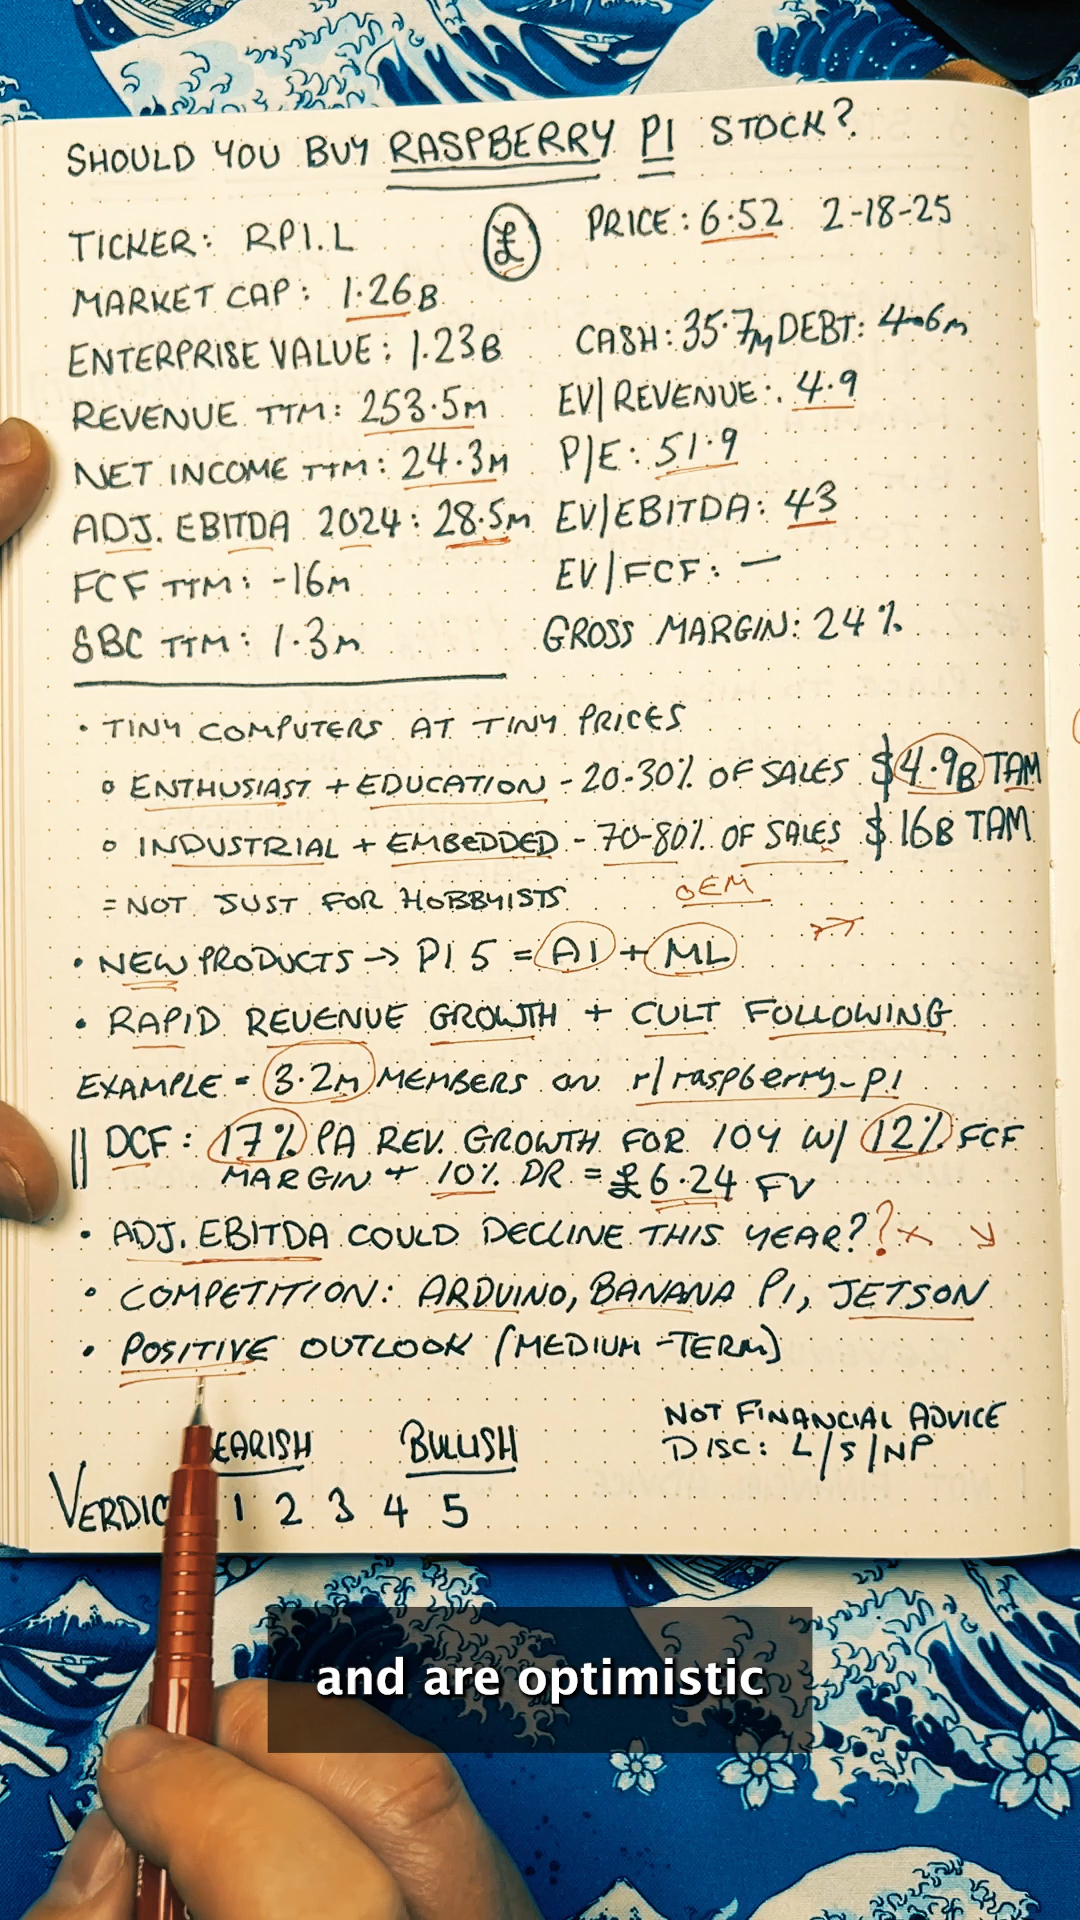 SHOULD YOU BUY RASPBERRY PI STOCK?
TICKER: RPI.L £ PRICE: 6.52 2-18-25
MARKET CAP: 1.26B
ENTERPRISE VALUE: 1.23B CASH: 35.7M DEBT: 4.6M
REVENUE TTM: 253.5M EV/REVENUE: 4.9
NET INCOME TTM: 24.3M P/E: 51.9
ADJ. EBITDA 2024: 28.5M EV/EBITDA: 43
FCF TTM: -16M EV/FCF: —
SBC TTM: 1.3M GROSS MARGIN: 24%
• TINY COMPUTERS AT TINY PRICES
o ENTHUSIAST + EDUCATION - 20-30% OF SALES $4.9B TAM
o INDUSTRIAL + EMBEDDED - 70-80% OF SALES $16B TAM
= NOT JUST FOR HOBBYISTS OEM
• NEW PRODUCTS → PI 5 = AI + ML
• RAPID REVENUE GROWTH + CULT FOLLOWING
EXAMPLE = 3.2M MEMBERS ON r/raspberry_pi
DCF: 17% PA REV. GROWTH FOR 10Y W/ 12% FCF
MARGIN + 10% DR = £6.24 FV
• ADJ. EBITDA COULD DECLINE THIS YEAR??
• COMPETITION: ARDUINO, BANANA PI, JETSON
• POSITIVE OUTLOOK (MEDIUM-TERM)
NOT FINANCIAL ADVICE
DISC: L/S/NP
EARISH BULLISH
VERDIC 1 2 3 4 5
and are optimistic